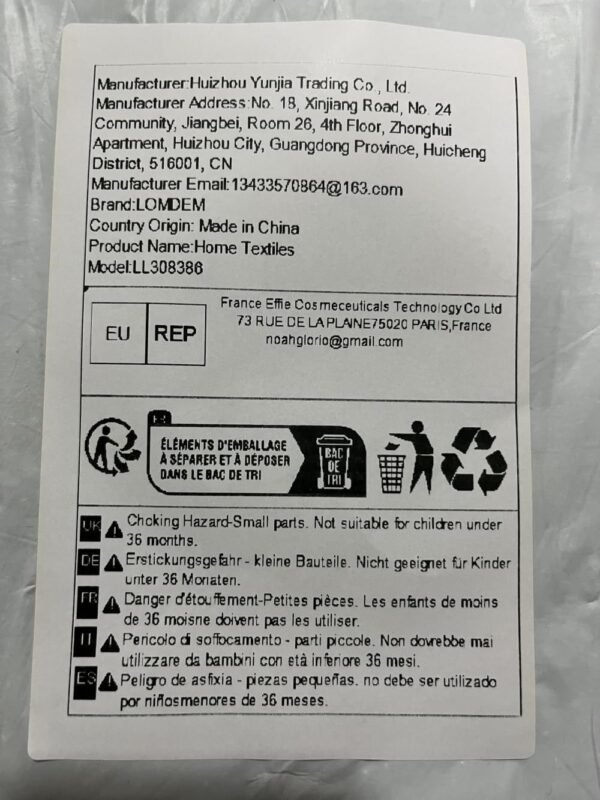 Manufacturer:Huizhou Yunjia Trading Co., Ltd.
Manufacturer Address:No. 18, Xinjiang Road, No. 24
Community, Jiangbei, Room 26, 4th Floor, Zhonghui
Apartment, Huizhou City, Guangdong Province, Huicheng
District, 516001, CN
Manufacturer Email:13433570864@163.com
Brand:LOMDEM
Country Origin: Made in China
Product Name:Home Textiles
Model:LL308386
EU REP
France Effie Cosmeceuticals Technology Co Ltd
73 RUE DE LA PLAINE75020 PARIS,France
noahglorio@gmail.com
FR
ÉLÉMENTS D'EMBALLAGE
À SÉPARER ET À DÉPOSER
DANS LE BAC DE TRI
BAC
DE
TRI
UK Choking Hazard-Small parts. Not suitable for children under
36 months.
DE Erstickungsgefahr - kleine Bauteile. Nicht geeignet für Kinder
unter 36 Monaten.
FR Danger d'étouffement-Petites pièces. Les enfants de moins
de 36 moisne doivent pas les utiliser.
IT Pericolo di soffocamento - parti piccole. Non dovrebbe mai
utilizzare da bambini con età inferiore 36 mesi.
ES Peligro de asfixia - piezas pequeñas. no debe ser utilizado
por niñosmenores de 36 meses.